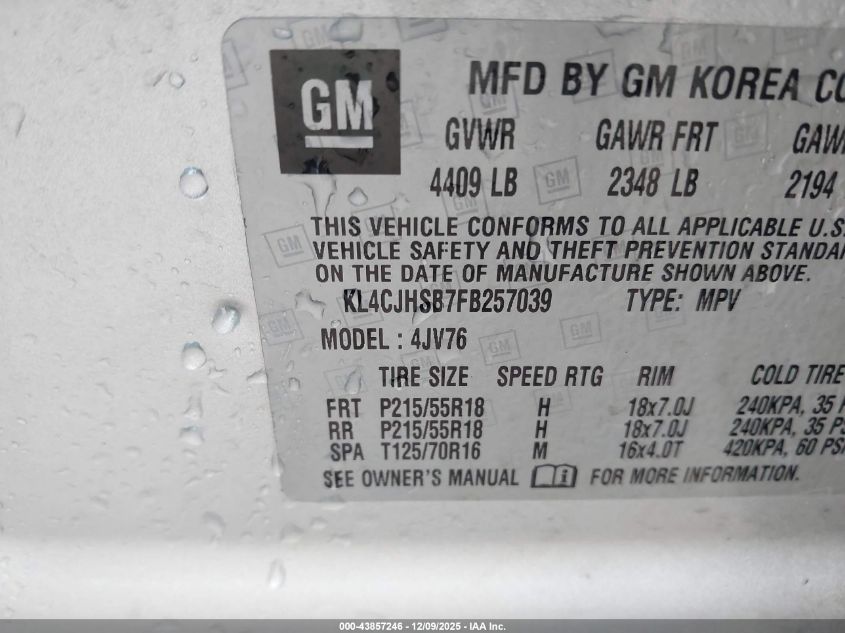 GM
MFD BY GM KOREA CO
GVWR GAWR FRT GAW
4409 LB 2348 LB 2194
THIS VEHICLE CONFORMS TO ALL APPLICABLE U.S.
VEHICLE SAFETY AND THEFT PREVENTION STANDA
ON THE DATE OF MANUFACTURE SHOWN ABOVE.
KL4CJHSB7FB257039 TYPE: MPV
MODEL : 4JV76
TIRE SIZE SPEED RTG RIM COLD TIRE
FRT P215/55R18 H 18x7.0J 240KPA, 35
RR P215/55R18 H 18x7.0J 240KPA, 35 PS
SPA T125/70R16 M 16x4.0T 420KPA, 60 PSI
SEE OWNER'S MANUAL FOR MORE INFORMATION.
000-43857246 - 12/09/2025 - IAA Inc.